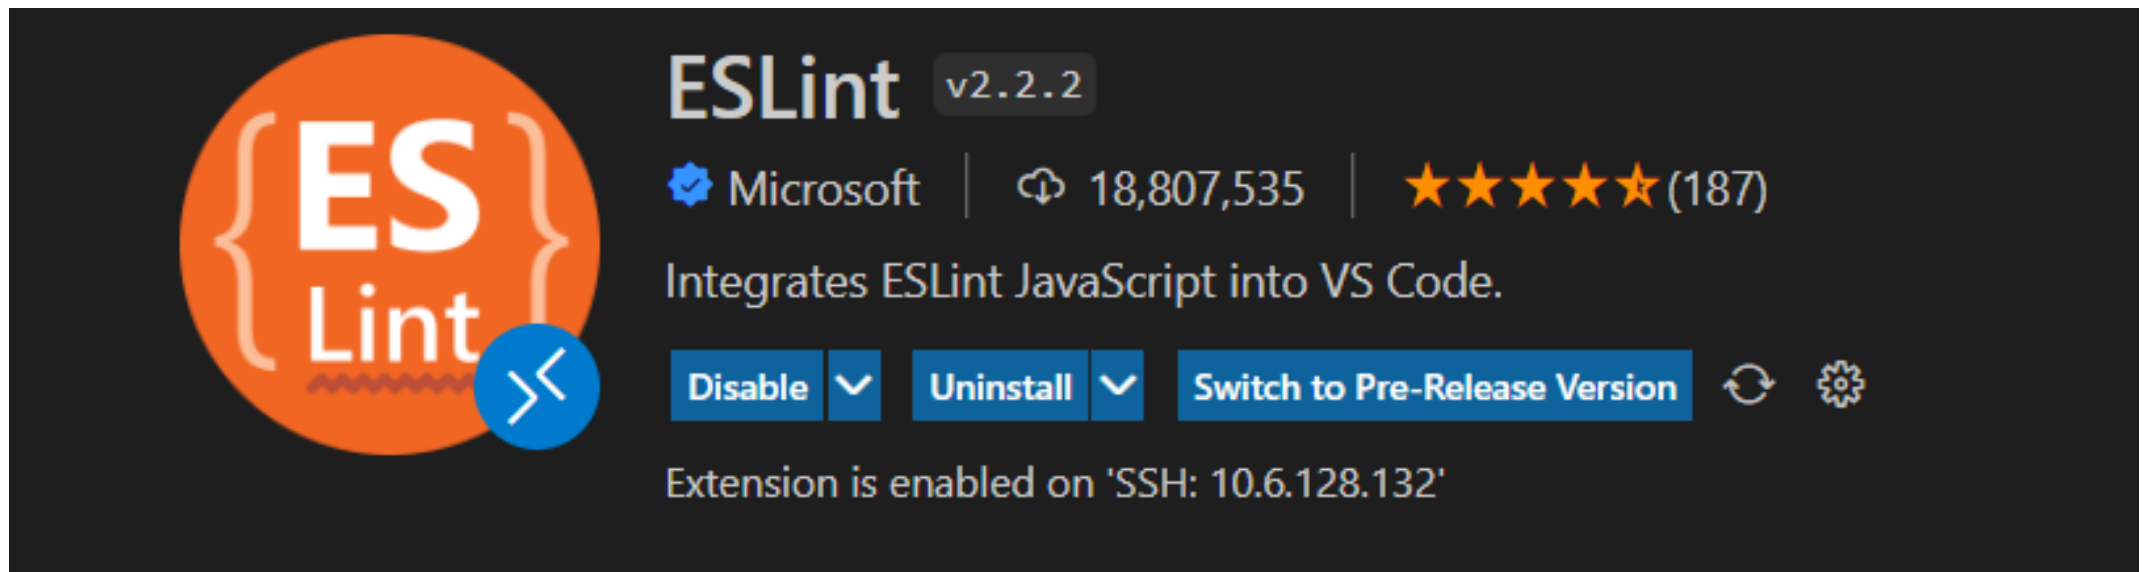 ES
Lint
ESLint v2.2.2
Microsoft 18,807,535 (187)
Integrates ESLint JavaScript into VS Code.
Disable Uninstall Switch to Pre-Release Version
Extension is enabled on 'SSH: 10.6.128.132'